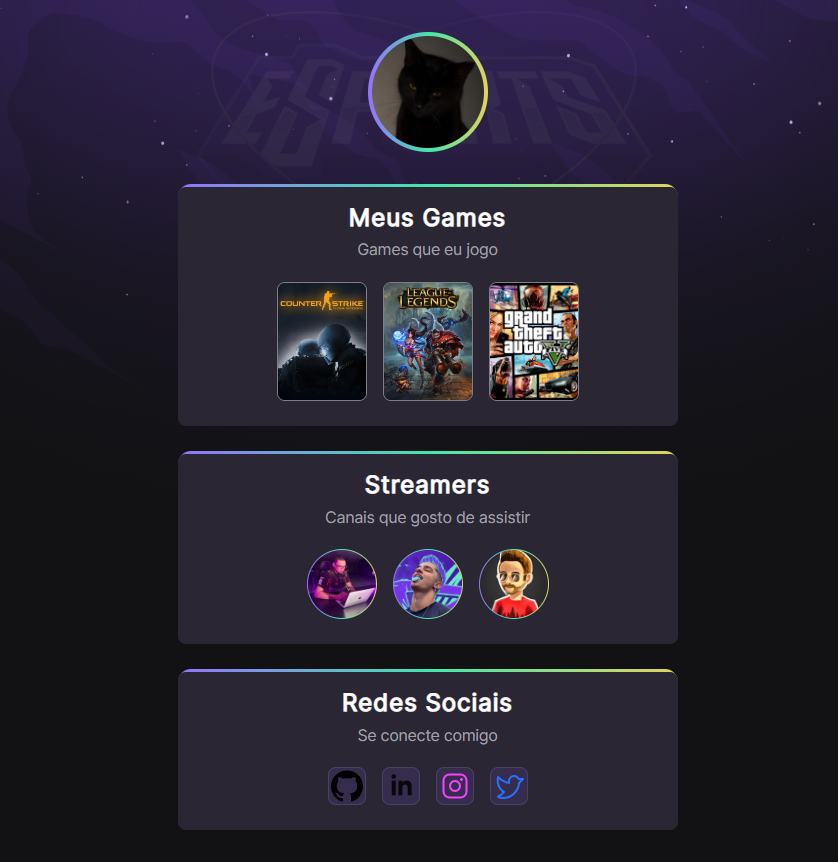 ESPORTS
Meus Games
Games que eu jogo
COUNTER STRIKE
LEAGUE OF
LEGENDS
grand
theft
auto
V
Streamers
Canais que gosto de assistir
Redes Sociais
Se conecte comigo
in